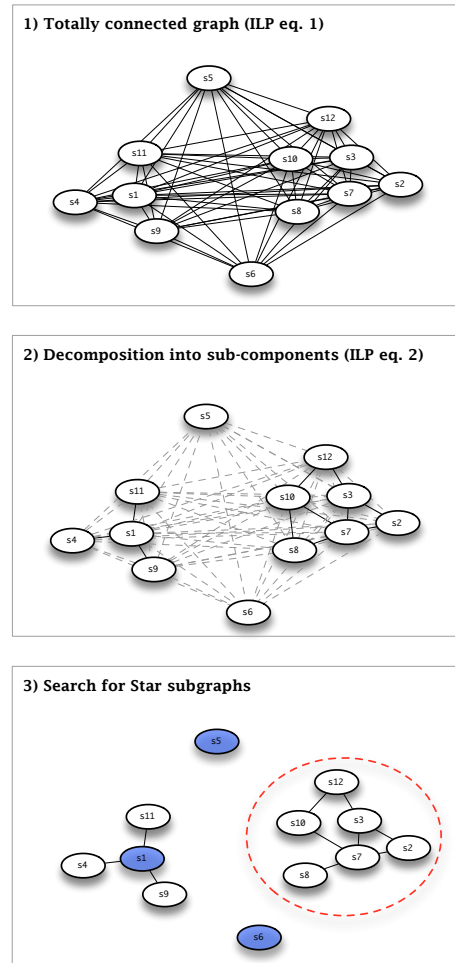 1) Totally connected graph (ILP eq. 1)
s5
s12
s11
s10
s3
s2
s4
s1
s7
s8
s9
s6
2) Decomposition into sub-components (ILP eq. 2)
s5
s12
s11
s10
s3
s2
s4
s1
s7
s8
s9
s6
3) Search for Star subgraphs
s5
s12
s11
s10
s3
s2
s4
s1
s7
s8
s9
s6